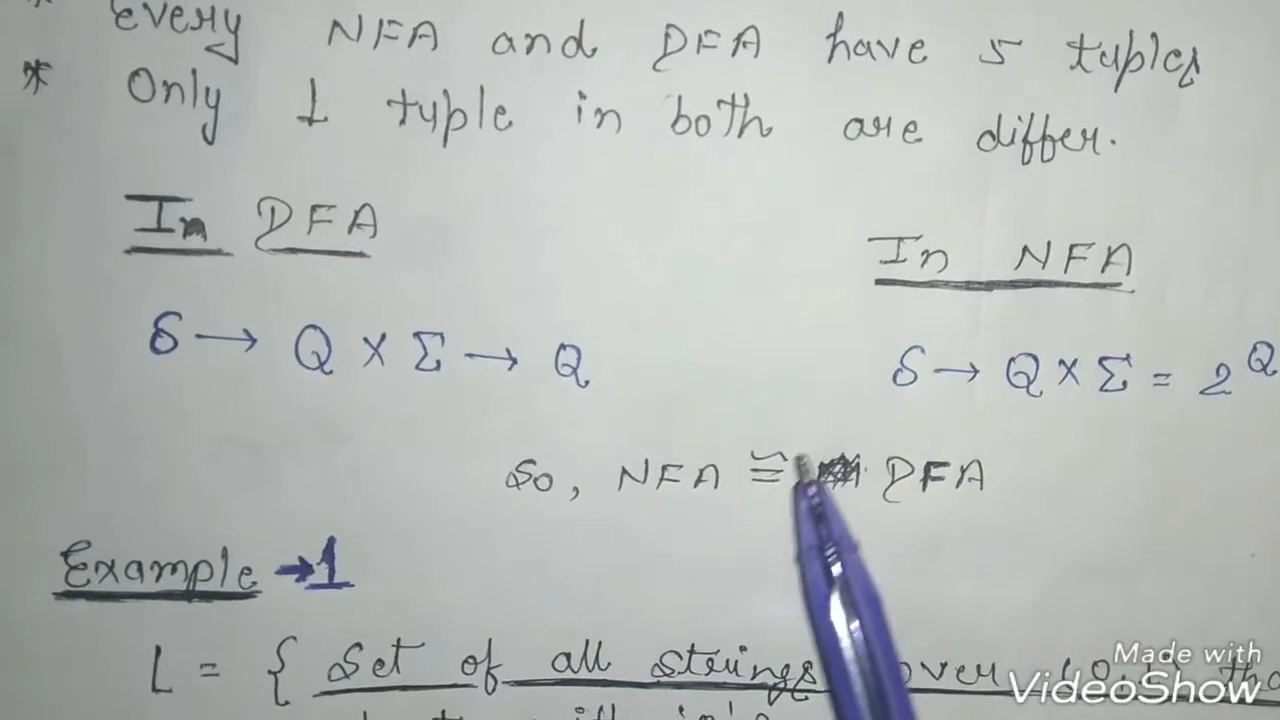 * every NFA and DFA have 5 tuples
* Only 1 tuple in both are differ.
In DFA
In NFA
δ → Q × Σ → Q
δ → Q × Σ = 2^Q
So, NFA ≅ DFA
Example → 1
L = { Set of all strings over
Made with
VideoShow